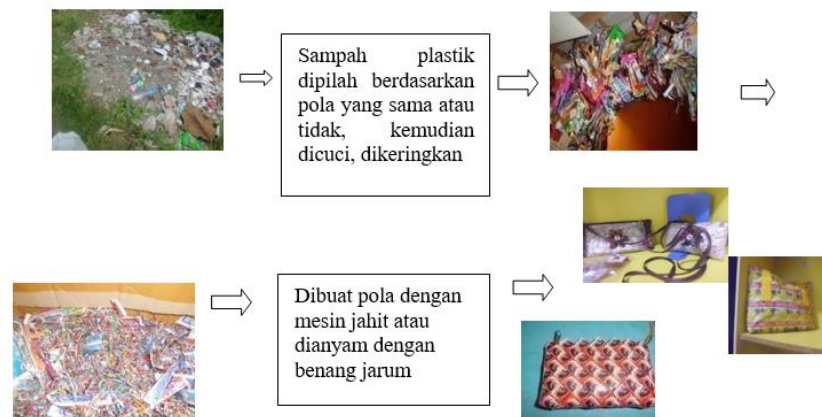 Sampah plastik
dipilah berdasarkan
pola yang sama atau
tidak, kemudian
dicuci, dikeringkan
Dibuat pola dengan
mesin jahit atau
dianyam dengan
benang jarum